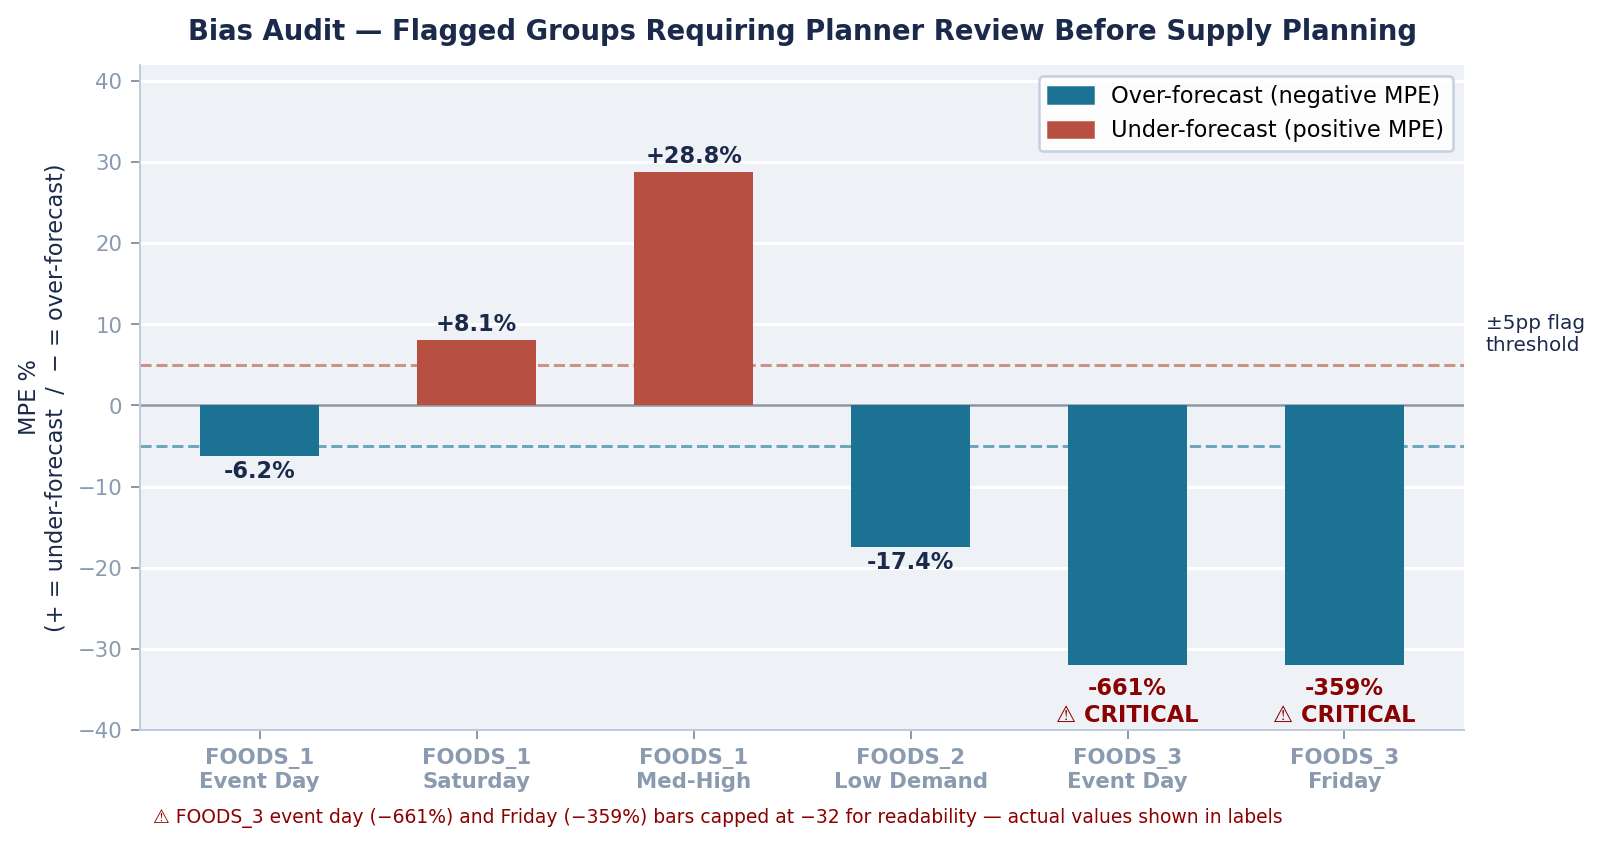 Bias Audit — Flagged Groups Requiring Planner Review Before Supply Planning
MPE %
(+ = under-forecast / − = over-forecast)
40
30
20
10
0
−10
−20
−30
−40
Over-forecast (negative MPE)
Under-forecast (positive MPE)
-6.2%
+8.1%
+28.8%
-17.4%
-661%
⚠ CRITICAL
-359%
⚠ CRITICAL
±5pp flag
threshold
FOODS_1
Event Day
FOODS_1
Saturday
FOODS_1
Med-High
FOODS_2
Low Demand
FOODS_3
Event Day
FOODS_3
Friday
⚠ FOODS_3 event day (−661%) and Friday (−359%) bars capped at −32 for readability — actual values shown in labels